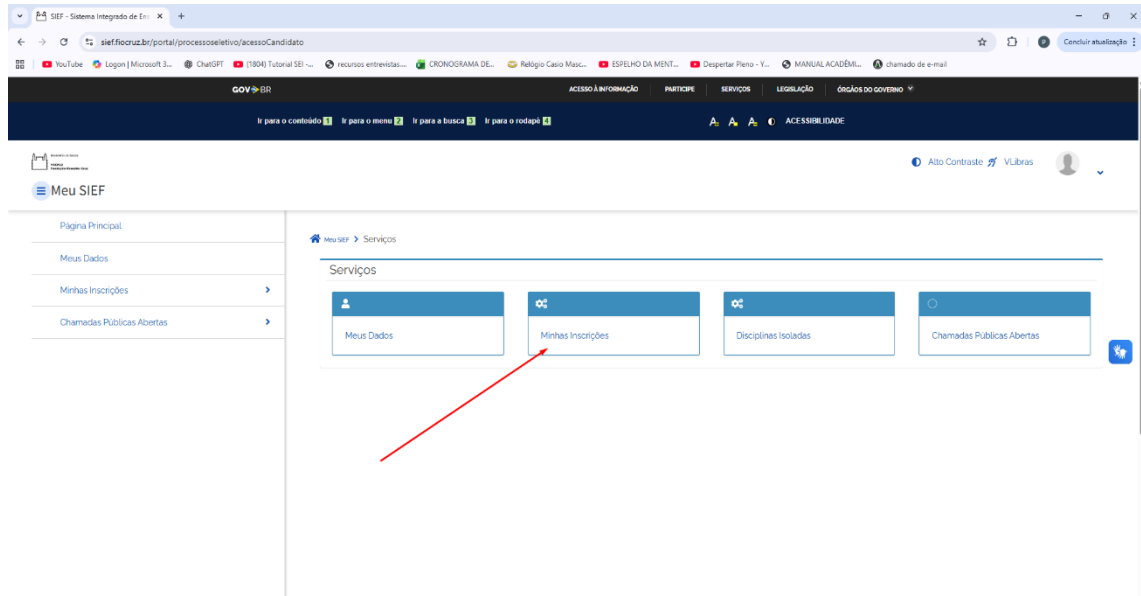 SIEF - Sistema Integrado de En
sief.fiocruz.br/portal/processoseletivo/acessoCandidato
P
Concluir atualização
YouTube Logon | Microsoft 3... ChatGPT (1804) Tutorial SEI -... recursos entrevistas.... CRONOGRAMA DE... Relógio Casio Masc... ESPELHO DA MENT... Despertar Pleno - Y... MANUAL ACADÊMI... chamado de e-mail
GOV BR ACESSO À INFORMAÇÃO PARTICIPE SERVIÇOS LEGISLAÇÃO ÓRGÃOS DO GOVERNO
Ir para o conteúdo 1 Ir para o menu 2 Ir para a busca 3 Ir para o rodapé 4 A A A ACESSIBILIDADE
Alto Contraste VLibras
Meu SIEF
Página Principal
Meus Dados
Minhas Inscrições
Chamadas Públicas Abertas
Meu SIEF > Serviços
Serviços
Meus Dados Minhas Inscrições Disciplinas Isoladas Chamadas Públicas Abertas